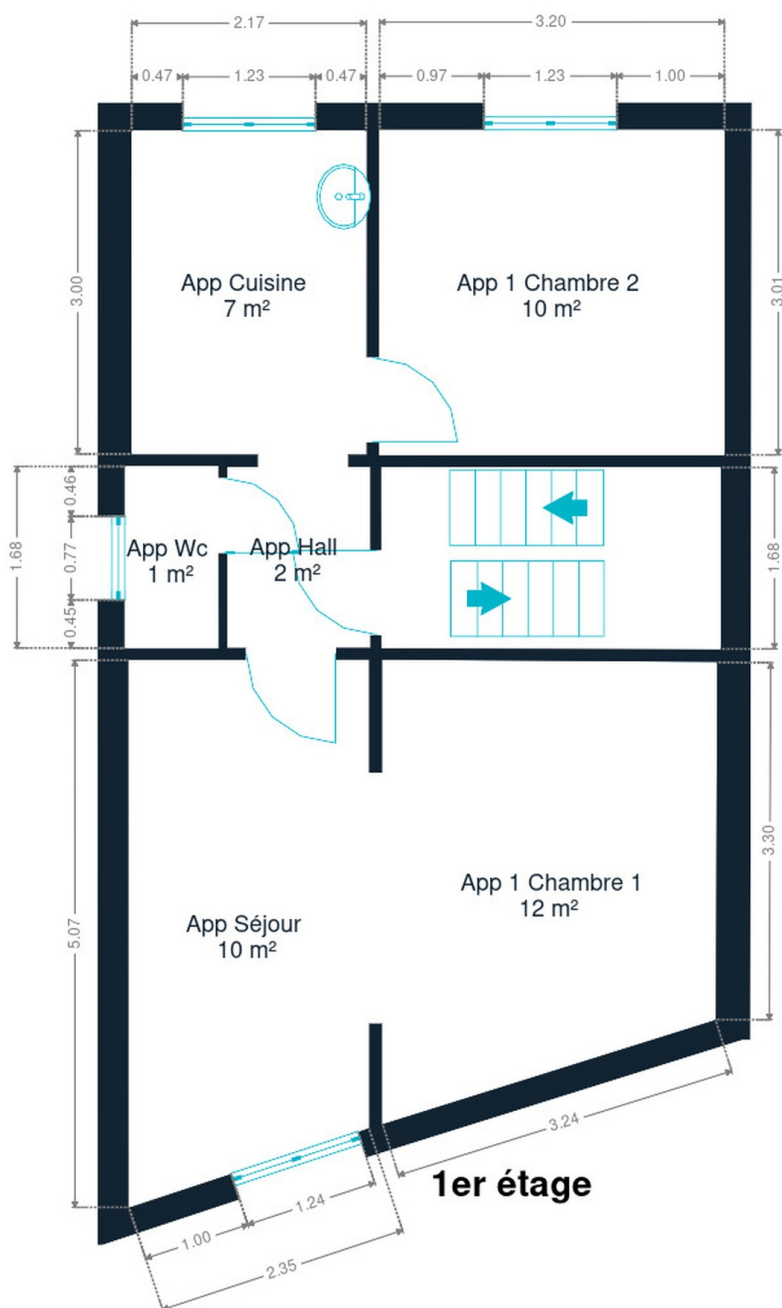 2.17
3.20
0.47
1.23
0.47
0.97
1.23
1.00
3.00
3.01
App Cuisine
7 m²
App 1 Chambre 2
10 m²
1.68
0.46
0.77
0.45
App Wc
1 m²
App Hall
2 m²
1.68
5.07
3.30
App Séjour
10 m²
App 1 Chambre 1
12 m²
3.24
1er étage
1.24
1.00
2.35